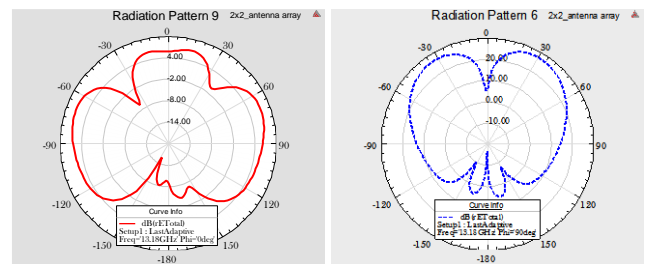 Radiation Pattern 9
2x2_antenna array
0
-30
30
4.00
-60
60
-2.00
-8.00
-14.00
-90
90
-120
120
Curve Info
dB(rETotal)
Setup1 : LastAdaptive
Freq='13.18GHz' Phi='0deg'
-150
150
-180
Radiation Pattern 6
2x2_antenna array
0
-30
30
20.00
-60
60
10.00
0.00
-10.00
-90
90
-120
120
Curve Info
dB(rETotal)
Setup1 : LastAdaptive
Freq='13.18GHz' Phi='90deg'
-150
150
-180